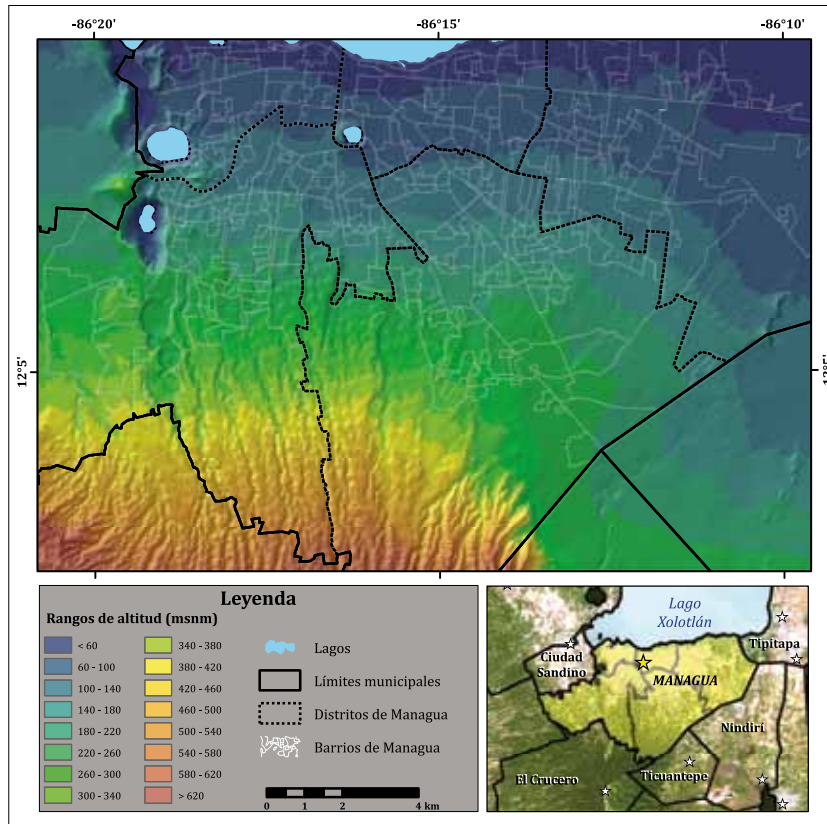 -86°20' -86°15' -86°10'
12°5' 12°5'
Leyenda
Rangos de altitud (msnm)
< 60
60 - 100
100 - 140
140 - 180
180 - 220
220 - 260
260 - 300
300 - 340
340 - 380
380 - 420
420 - 460
460 - 500
500 - 540
540 - 580
580 - 620
> 620
Lagos
Límites municipales
Distritos de Managua
Barrios de Managua
0 1 2 4 km
Lago
Xolotlán
Tipitapa
Ciudad
Sandino
MANAGUA
Nindirí
El Crucero
Ticuantepe